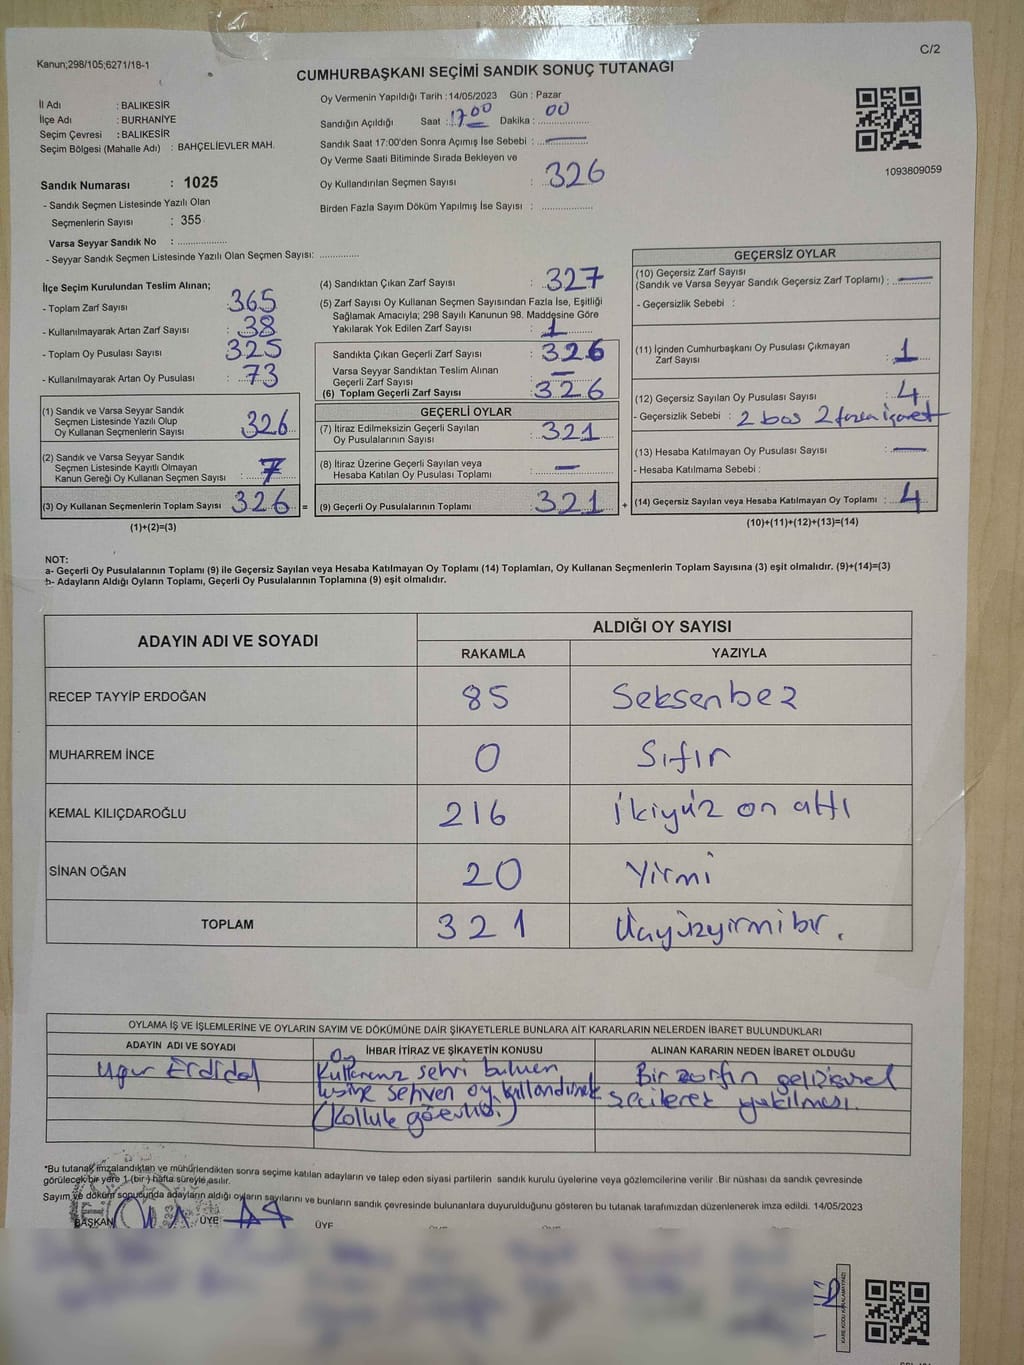 C/2
Kanun;298/105;6271/18-1
CUMHURBAŞKANI SEÇİMİ SANDIK SONUÇ TUTANAĞI
İl Adı : BALIKESİR
İlçe Adı : BURHANİYE
Seçim Çevresi : BALIKESİR
Seçim Bölgesi (Mahalle Adı) : BAHÇELİEVLER MAH.
Sandık Numarası : 1025
- Sandık Seçmen Listesinde Yazılı Olan
Seçmenlerin Sayısı : 355
Varsa Seyyar Sandık No : ..................
- Seyyar Sandık Seçmen Listesinde Yazılı Olan Seçmen Sayısı: ..............
Oy Vermenin Yapıldığı Tarih : 14/05/2023 Gün : Pazar
Sandığın Açıldığı Saat : 17.00 Dakika : 00
Sandık Saat 17:00'den Sonra Açımış İse Sebebi : —
Oy Verme Saati Bitiminde Sırada Bekleyen ve
Oy Kullandırılan Seçmen Sayısı : 326
Birden Fazla Sayım Döküm Yapılmış İse Sayısı : ..............
1093809059
İlçe Seçim Kurulundan Teslim Alınan;
- Toplam Zarf Sayısı : 365
- Kullanılmayarak Artan Zarf Sayısı : 38
- Toplam Oy Pusulası Sayısı : 325
- Kullanılmayarak Artan Oy Pusulası : 73
(1) Sandık ve Varsa Seyyar Sandık
Seçmen Listesinde Yazılı Olup
Oy Kullanan Seçmenlerin Sayısı : 326
(2) Sandık ve Varsa Seyyar Sandık
Seçmen Listesinde Kayıtlı Olmayan
Kanun Gereği Oy Kullanan Seçmen Sayısı :
(3) Oy Kullanan Seçmenlerin Toplam Sayısı : 326 =
(1)+(2)=(3)
(4) Sandıktan Çıkan Zarf Sayısı : 327
(5) Zarf Sayısı Oy Kullanan Seçmen Sayısından Fazla İse, Eşitliği
Sağlamak Amacıyla; 298 Sayılı Kanunun 98. Maddesine Göre
Yakılarak Yok Edilen Zarf Sayısı : 1
Sandıkta Çıkan Geçerli Zarf Sayısı : 326
Varsa Seyyar Sandıktan Teslim Alınan
Geçerli Zarf Sayısı : —
(6) Toplam Geçerli Zarf Sayısı : 326
GEÇERLİ OYLAR
(7) İtiraz Edilmeksizin Geçerli Sayılan
Oy Pusulalarının Sayısı : 321
(8) İtiraz Üzerine Geçerli Sayılan veya
Hesaba Katılan Oy Pusulası Toplamı : —
(9) Geçerli Oy Pusulalarının Toplamı : 321 +
GEÇERSİZ OYLAR
(10) Geçersiz Zarf Sayısı
(Sandık ve Varsa Seyyar Sandık Geçersiz Zarf Toplamı) : —
- Geçersizlik Sebebi :
(11) İçinden Cumhurbaşkanı Oy Pusulası Çıkmayan
Zarf Sayısı : 1
(12) Geçersiz Sayılan Oy Pusulası Sayısı : 4
- Geçersizlik Sebebi : 2 boş 2 fazla işaret
(13) Hesaba Katılmayan Oy Pusulası Sayısı : —
- Hesaba Katılmama Sebebi :
(14) Geçersiz Sayılan veya Hesaba Katılmayan Oy Toplamı : 4
(10)+(11)+(12)+(13)=(14)
NOT:
a- Geçerli Oy Pusulalarının Toplamı (9) ile Geçersiz Sayılan veya Hesaba Katılmayan Oy Toplamı (14) Toplamları, Oy Kullanan Seçmenlerin Toplam Sayısına (3) eşit olmalıdır. (9)+(14)=(3)
b- Adayların Aldığı Oyların Toplamı, Geçerli Oy Pusulalarının Toplamına (9) eşit olmalıdır.
ADAYIN ADI VE SOYADI ALDIĞI OY SAYISI
RAKAMLA YAZIYLA
RECEP TAYYİP ERDOĞAN 85 Seksenbeş
MUHARREM İNCE 0 Sıfır
KEMAL KILIÇDAROĞLU 216 İkiyüz on altı
SİNAN OĞAN 20 Yirmi
TOPLAM 321 Üçyüzyirmibir.
OYLAMA İŞ VE İŞLEMLERİNE VE OYLARIN SAYIM VE DÖKÜMÜNE DAİR ŞİKAYETLERLE BUNLARA AİT KARARLARIN NELERDEN İBARET BULUNDUKLARI
ADAYIN ADI VE SOYADI İHBAR İTİRAZ VE ŞİKAYETİN KONUSU ALINAN KARARIN NEDEN İBARET OLDUĞU
Uğur Oy
sehven oy Bir zarfın
seçilerek yakılması.
*Bu tutanak imzalandıktan ve mühürlendikten sonra seçime katılan adayların ve talep eden siyasi partilerin sandık kurulu üyelerine veya gözlemcilerine verilir .Bir nüshası da sandık çevresinde
görülecek bir yere 1 (bir ) hafta süreyle asılır.
Sayım ve döküm sonucunda adayların aldığı oyların sayılarını ve bunların sandık çevresinde bulunanlara duyurulduğunu gösteren bu tutanak tarafımızdan düzenlenerek imza edildi. 14/05/2023
BAŞKAN ÜYE ÜYE